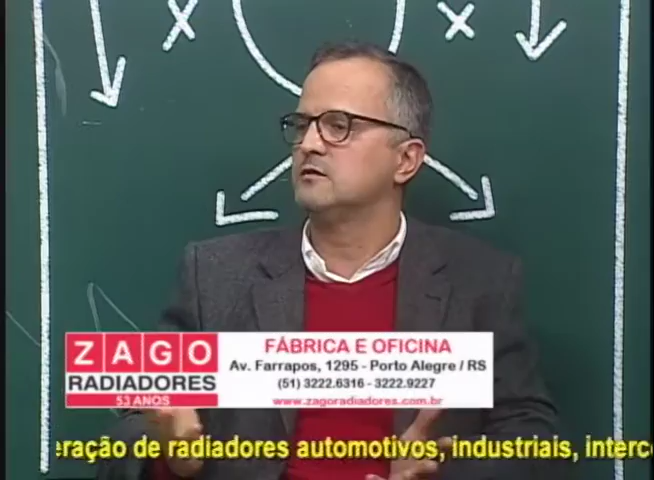 ZAGO
RADIADORES
53 ANOS
FÁBRICA E OFICINA
Av. Farrapos, 1295 - Porto Alegre / RS
(51) 3222.6316 - 3222.9227
www.zagoradiadores.com.br
eração de radiadores automotivos, industriais, interc